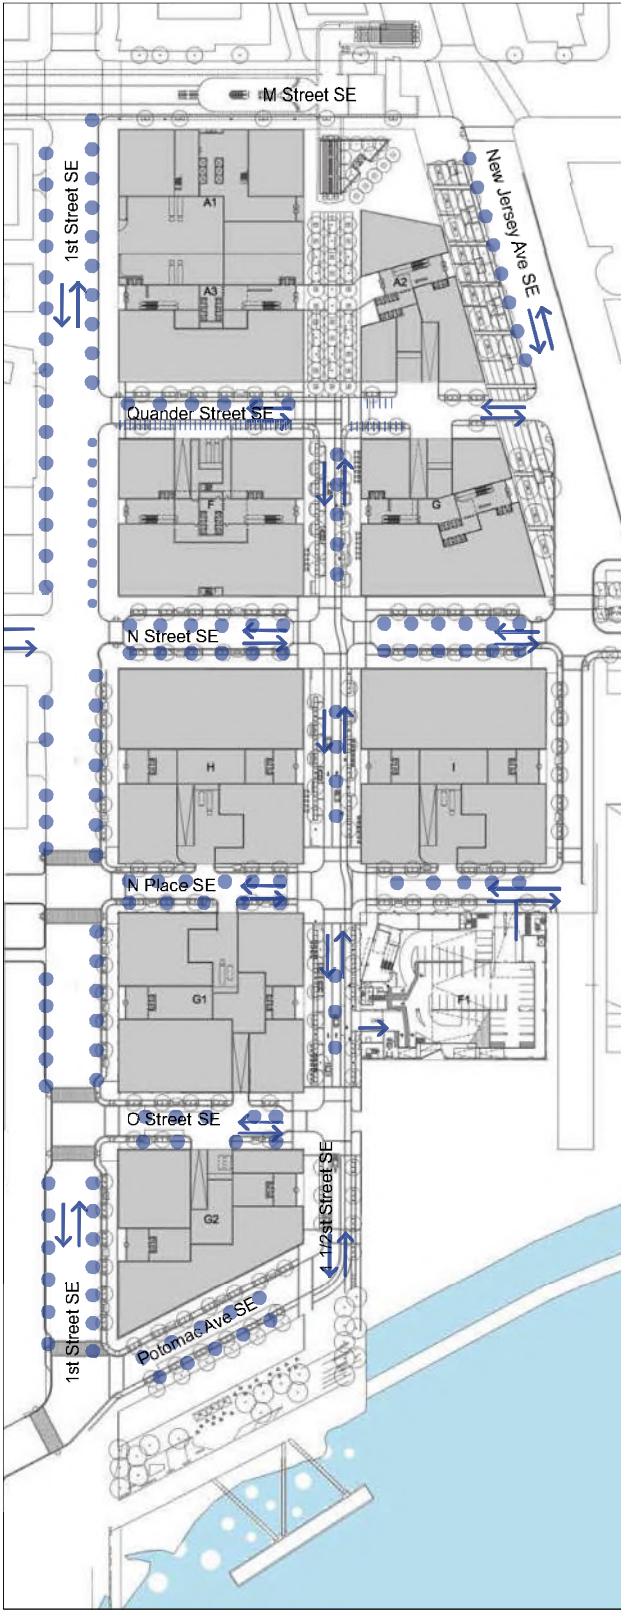 M Street SE
1st Street SE
New Jersey Ave SE
A1
A3
A2
Quander Street SE
F
G
N Street SE
H
I
N Place SE
G1
F1
O Street SE
1 1/2st Street SE
G2
1st Street SE
Potomac Ave SE